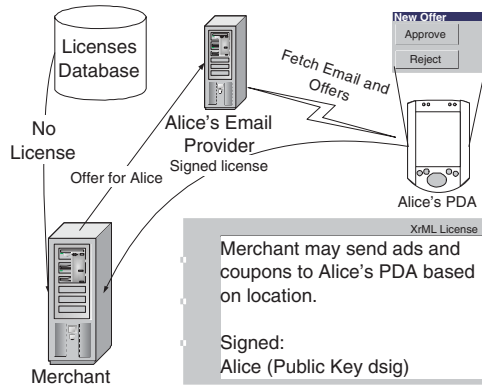 New Offer
Approve
Reject
Licenses
Database
Fetch Email and
Offers
No
License
Alice's Email
Provider
Signed license
Offer for Alice
Alice's PDA
XrML License
Merchant may send ads and
coupons to Alice's PDA based
on location.
Signed:
Alice (Public Key dsig)
Merchant